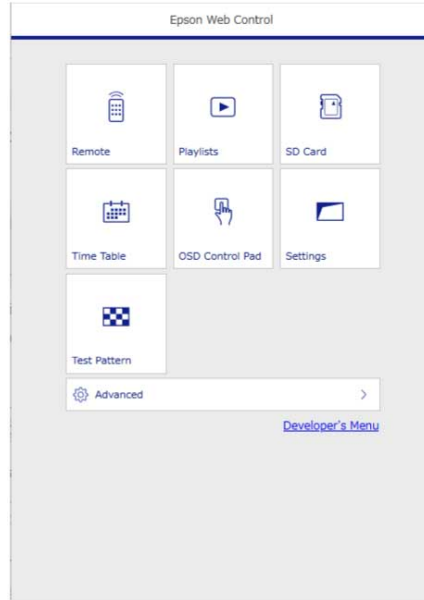 Epson Web Control
Remote
Playlists
SD Card
Time Table
OSD Control Pad
Settings
Test Pattern
Advanced
Developer's Menu